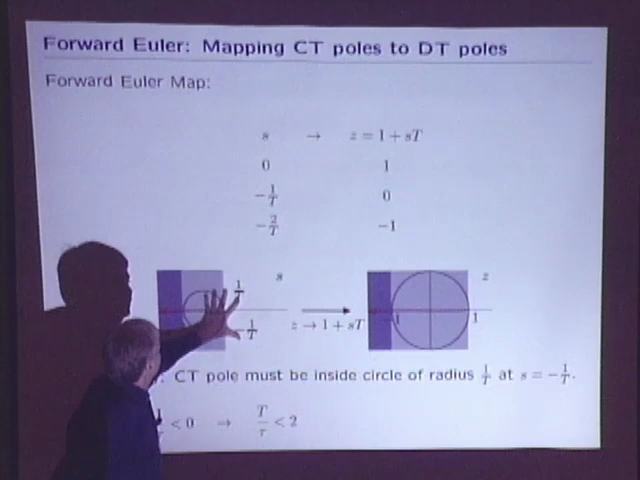 Forward Euler: Mapping CT poles to DT poles
Forward Euler Map:
s → z = 1 + sT
0 1
−1/T 0
−2/T −1
s z
1/T
−1/T
z → 1 + sT
−1 1
CT pole must be inside circle of radius 1/T at s = −1/T.
< 0 → T/τ < 2